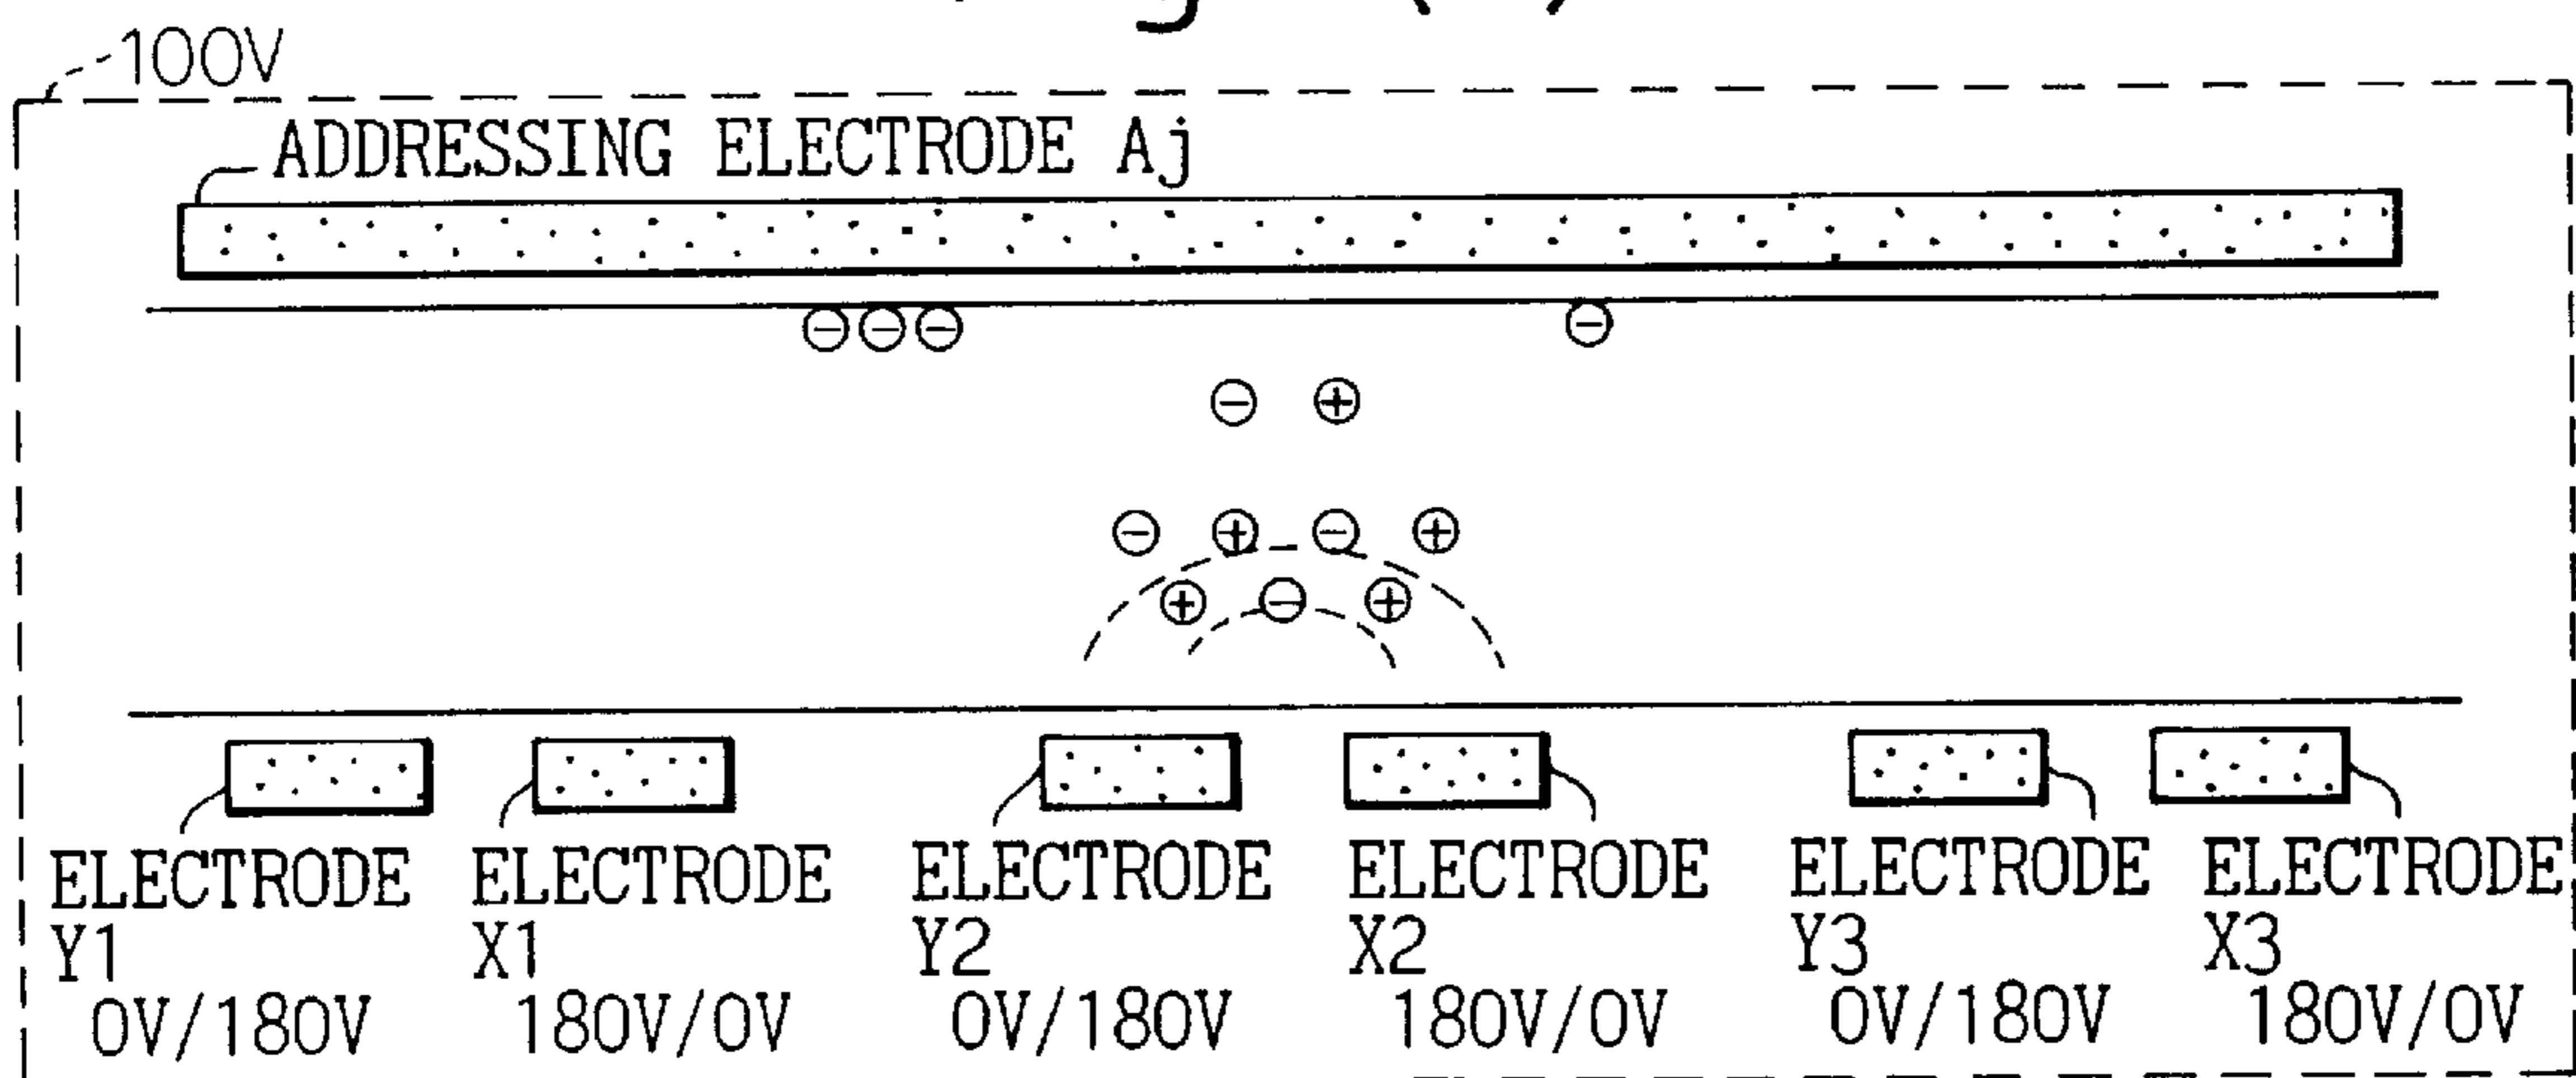 100V
ADDRESSING ELECTRODE Aj
ELECTRODE Y1
0V/180V
ELECTRODE X1
180V/0V
ELECTRODE Y2
0V/180V
ELECTRODE X2
180V/0V
ELECTRODE Y3
0V/180V
ELECTRODE X3
180V/0V